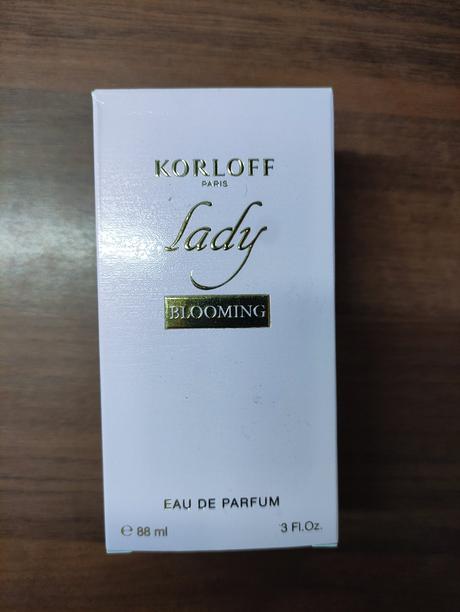 KORLOFF
PARIS
lady
BLOOMING
EAU DE PARFUM
℮ 88 ml 3 Fl.Oz.